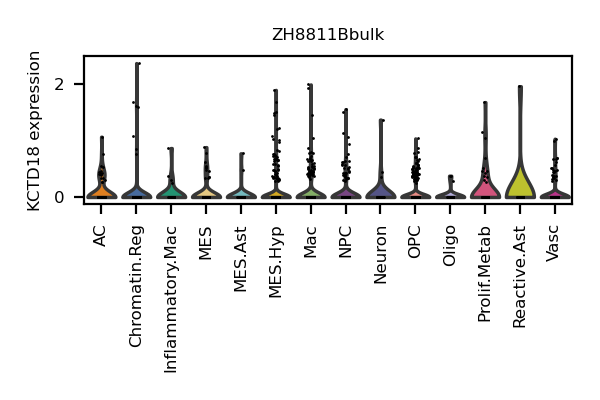 ZH8811Bbulk
KCTD18 expression
2
0
AC
Chromatin.Reg
Inflammatory.Mac
MES
MES.Ast
MES.Hyp
Mac
NPC
Neuron
OPC
Oligo
Prolif.Metab
Reactive.Ast
Vasc